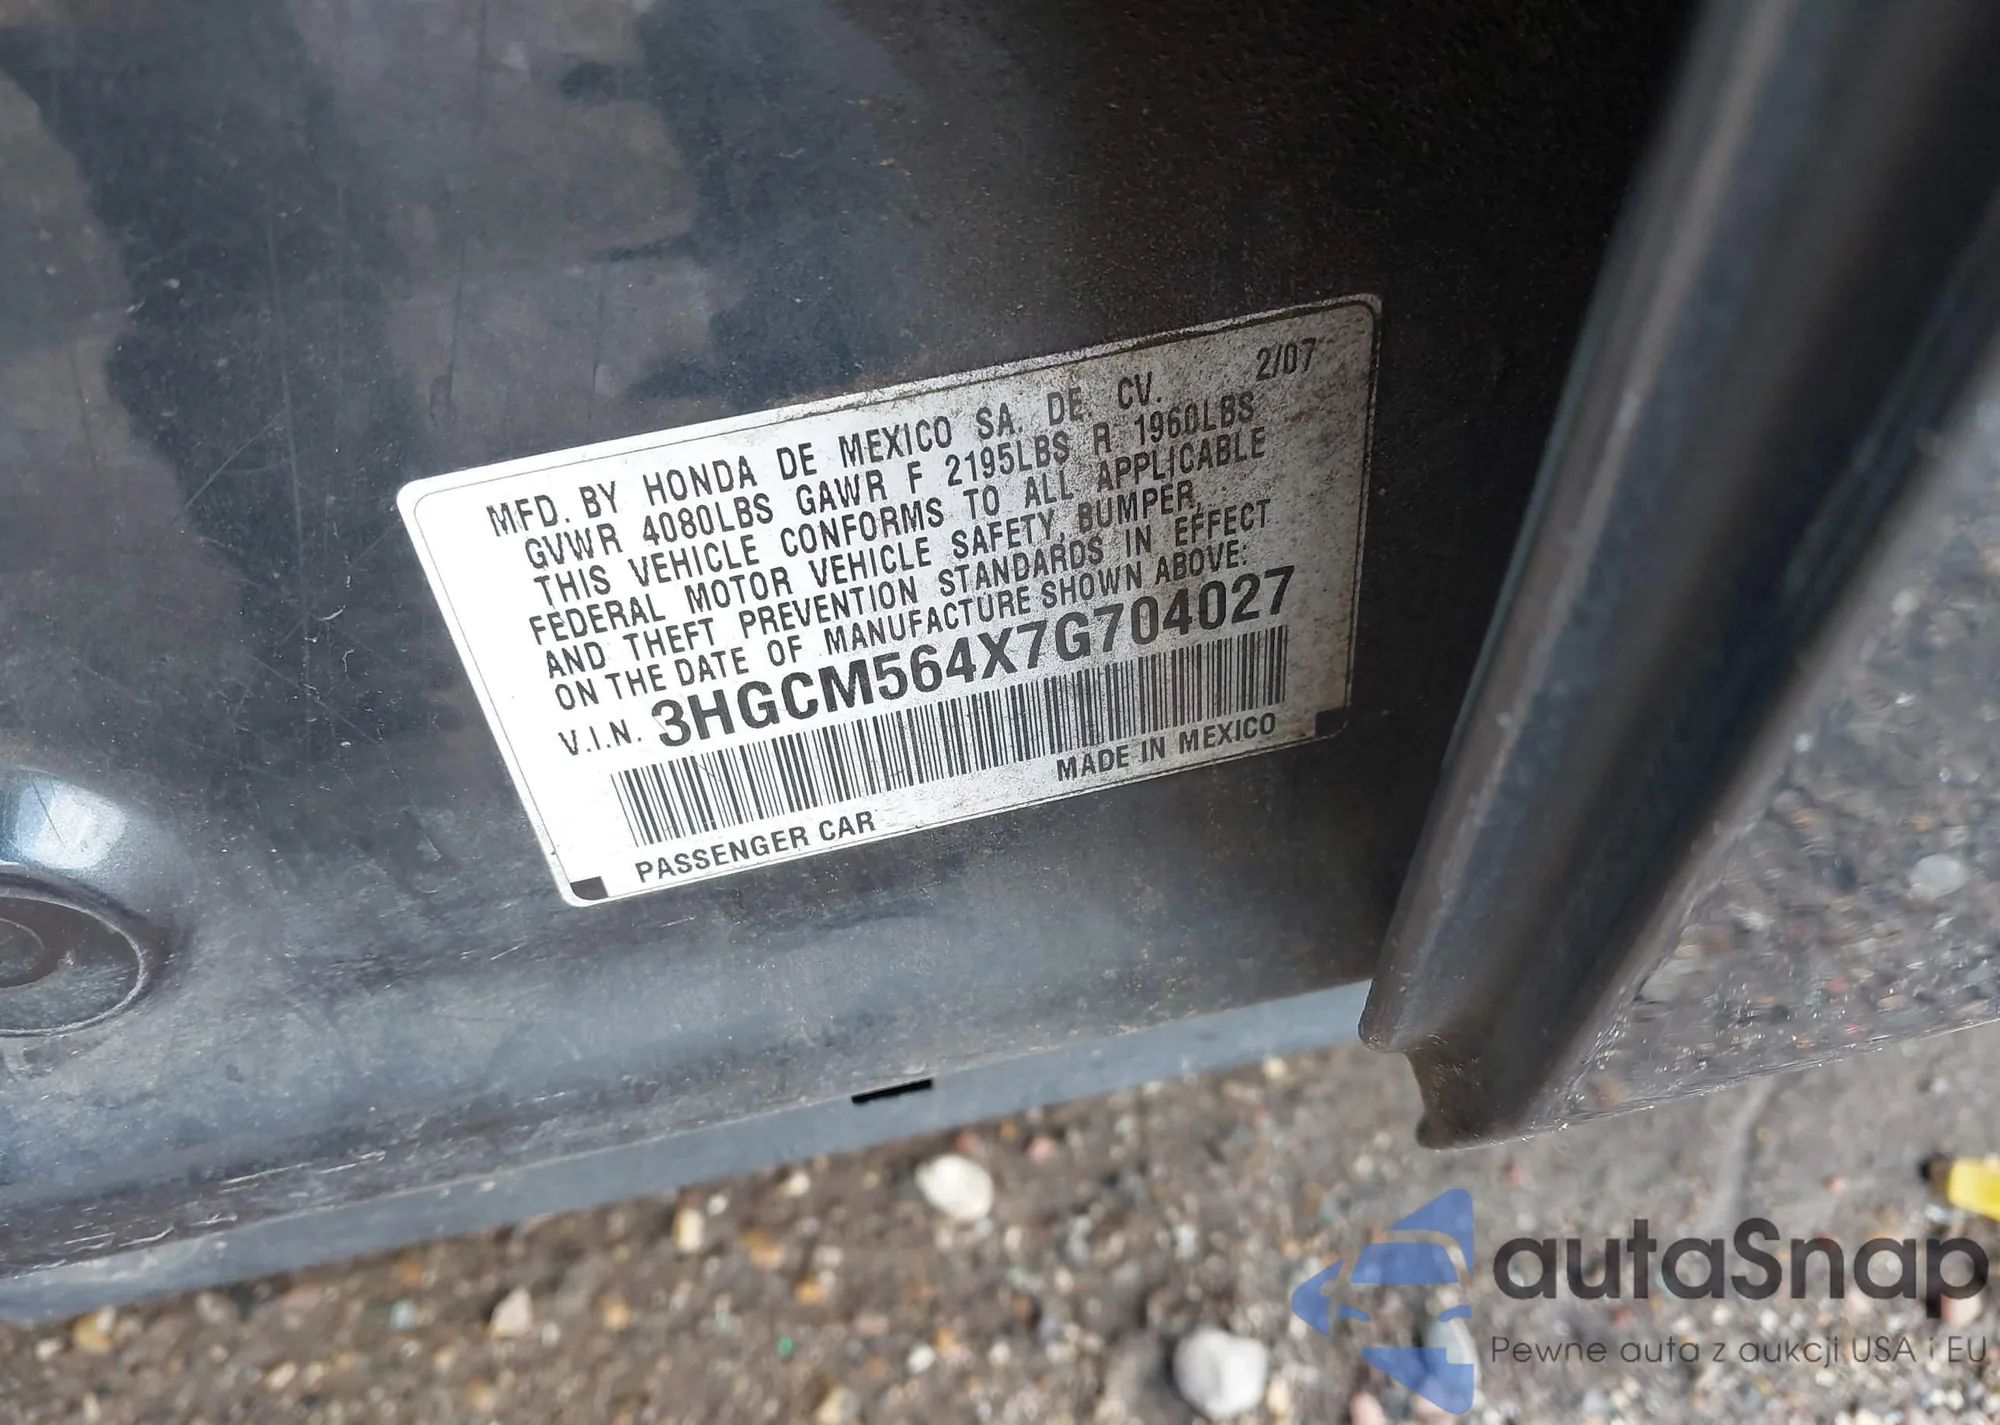 MFD. BY HONDA DE MEXICO SA. DE. CV. 2/07
GVWR 4080LBS GAWR F 2195LBS R 1960LBS
THIS VEHICLE CONFORMS TO ALL APPLICABLE
FEDERAL MOTOR VEHICLE SAFETY, BUMPER,
AND THEFT PREVENTION STANDARDS IN EFFECT
ON THE DATE OF MANUFACTURE SHOWN ABOVE:
V.I.N. 3HGCM564X7G704027
MADE IN MEXICO
PASSENGER CAR
autaSnap
Pewne auta z aukcji USA i EU